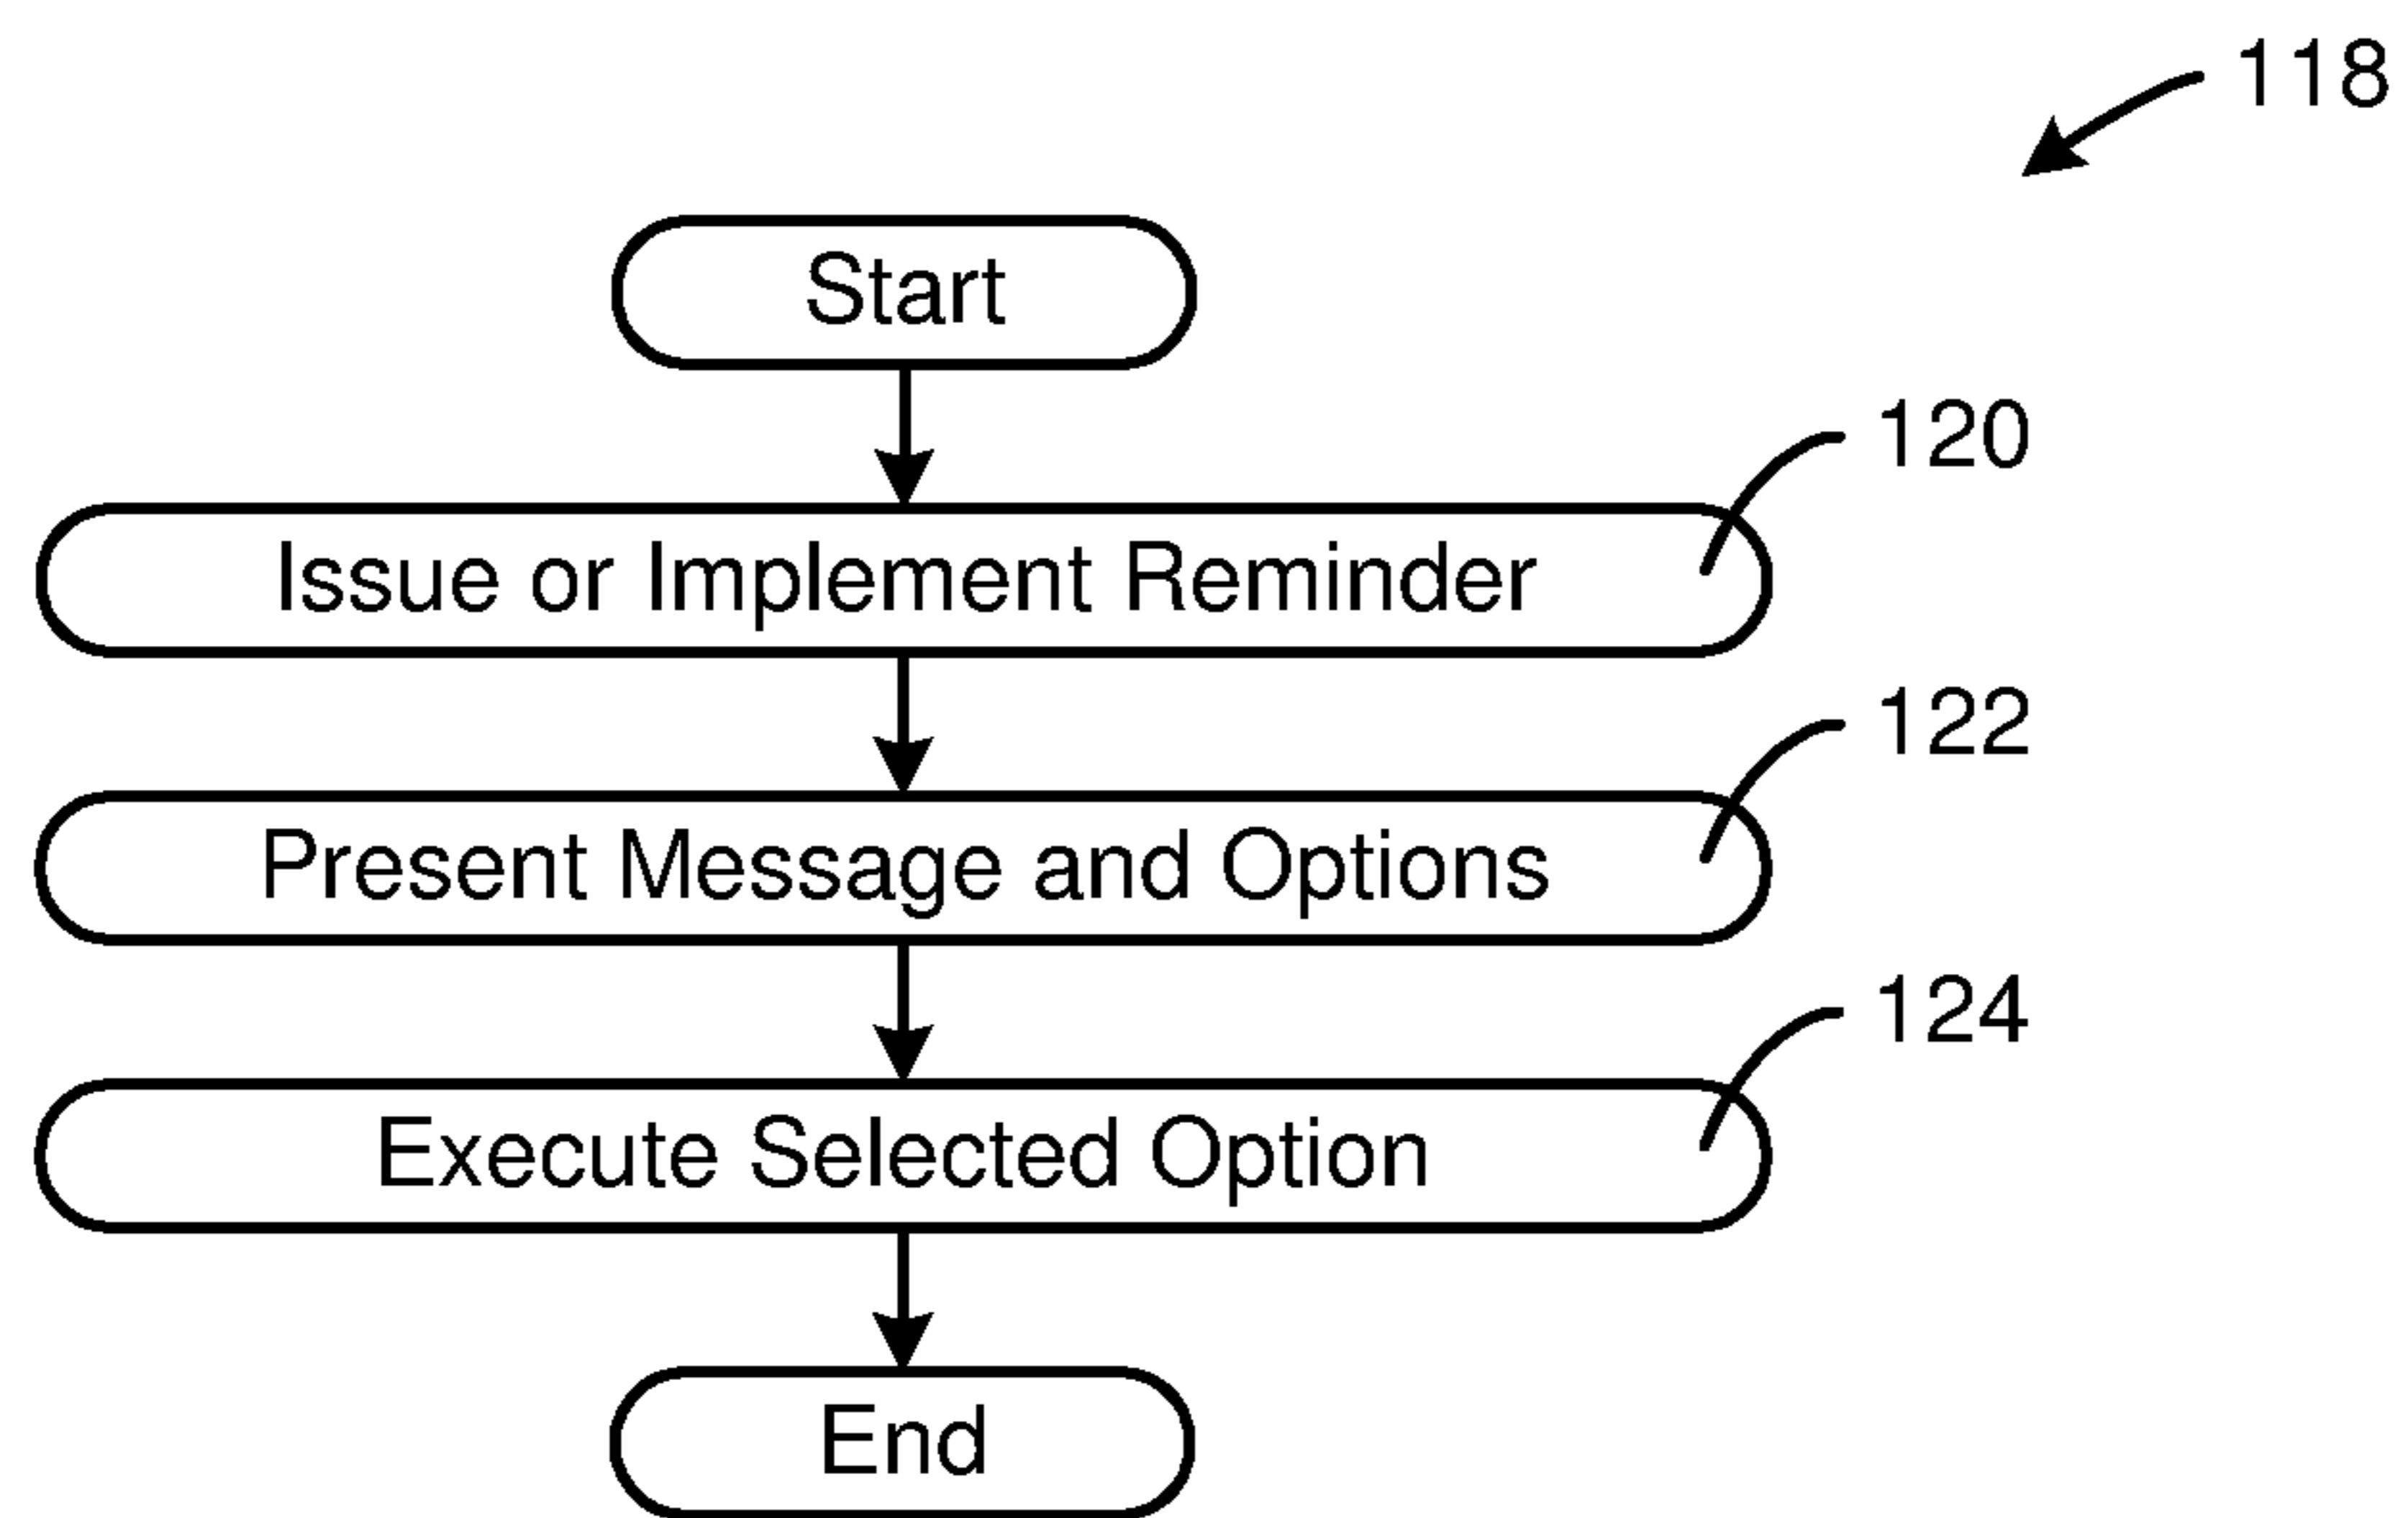 118
Start
120
Issue or Implement Reminder
122
Present Message and Options
124
Execute Selected Option
End